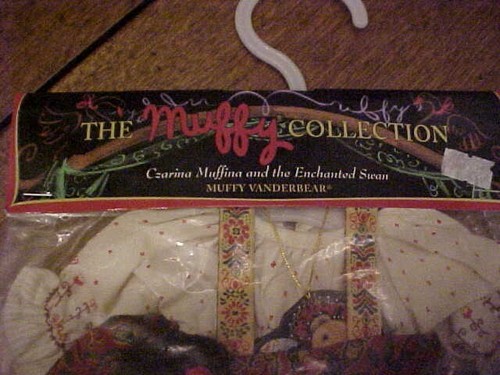 THE Muffy COLLECTION
Czarina Muffina and the Enchanted Swan
MUFFY VANDERBEAR®